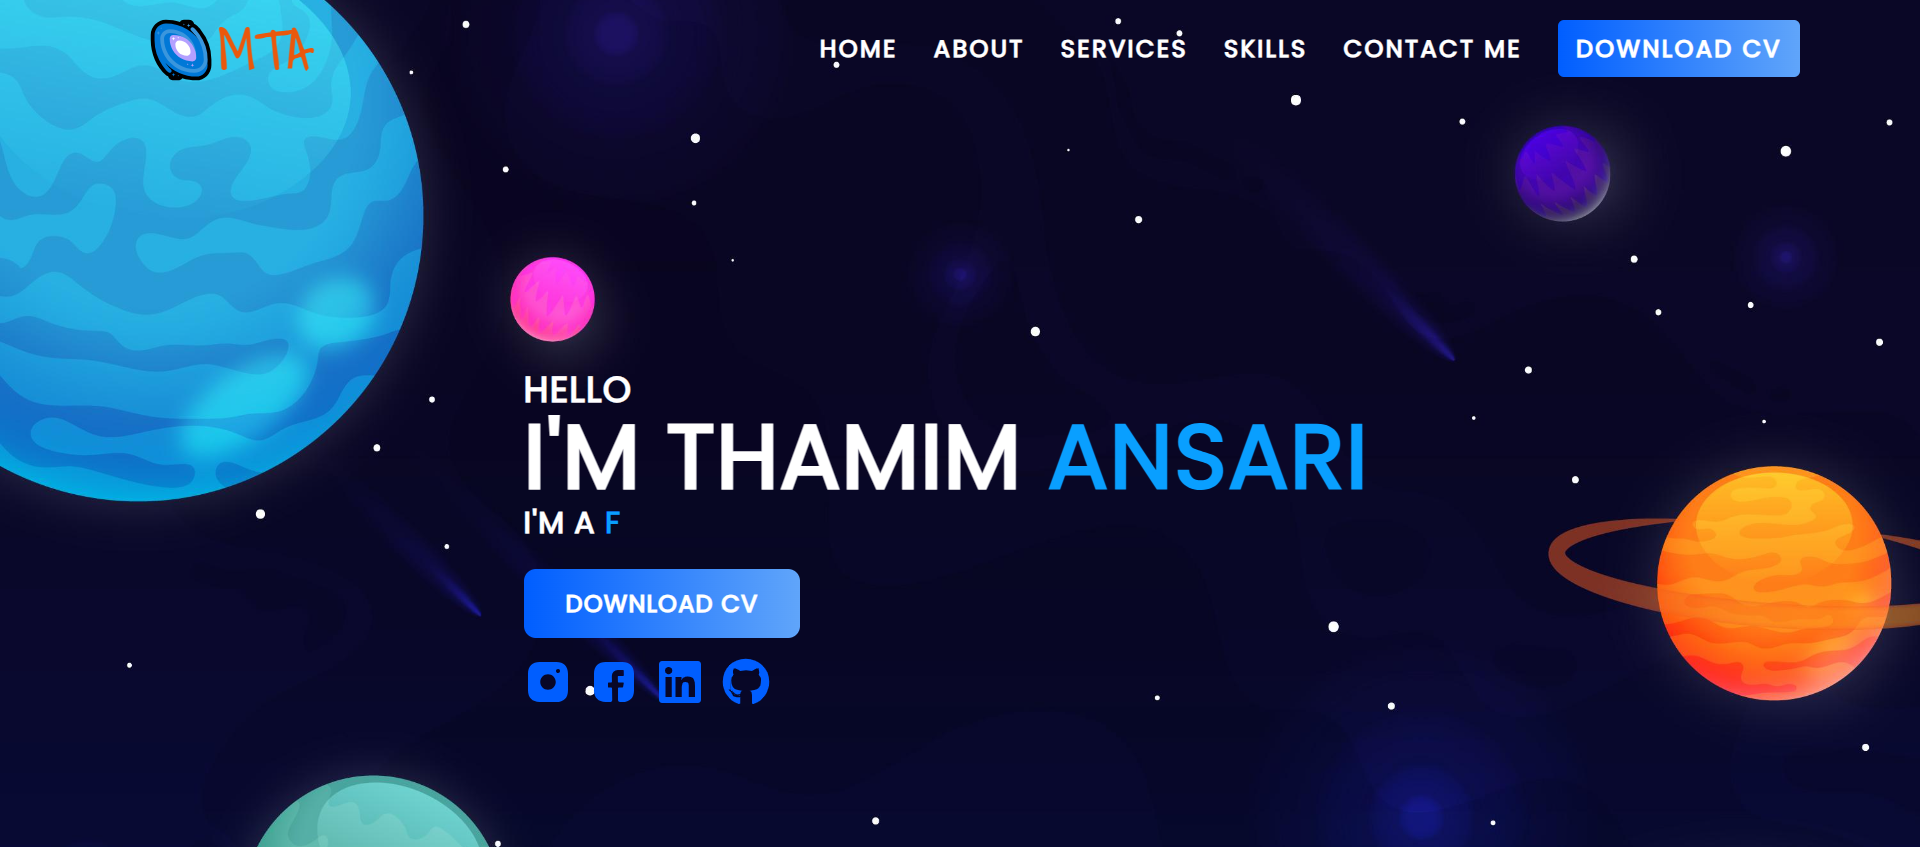 MTA
HOME ABOUT SERVICES SKILLS CONTACT ME DOWNLOAD CV
HELLO
I'M THAMIM ANSARI
I'M A F
DOWNLOAD CV